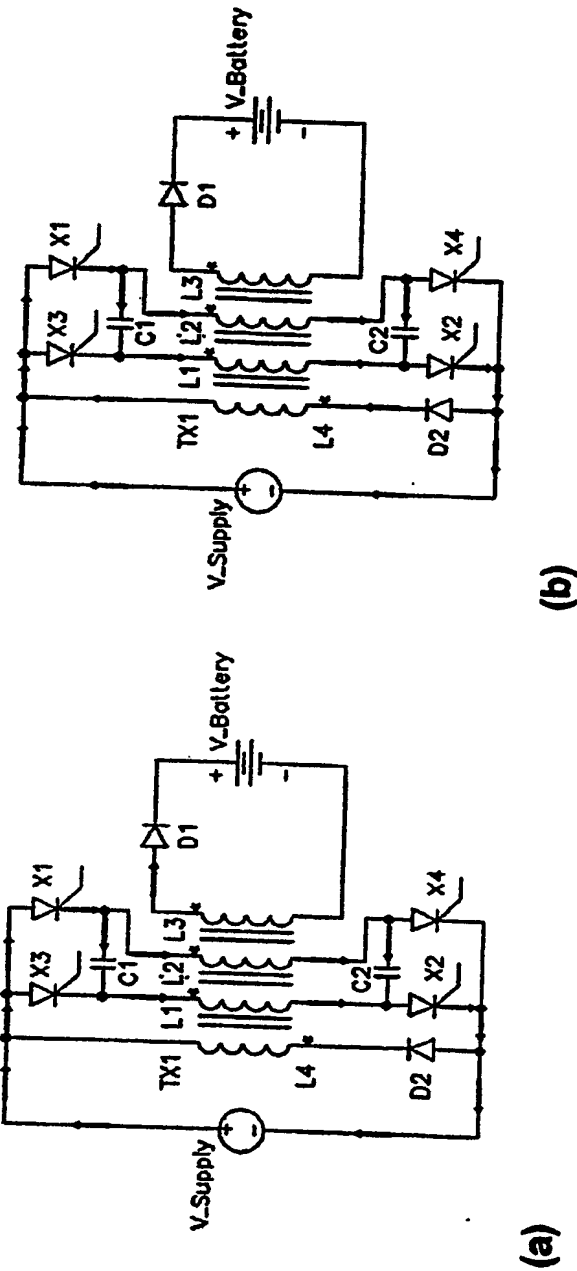 V_Supply
TX1
L4
D2
L1
L2
L3
X3
X1
C1
C2
X2
X4
D1
V_Battery
+
-
+
-
(a)
V_Supply
TX1
L4
D2
L1
L2
L3
X3
X1
C1
C2
X2
X4
D1
V_Battery
+
-
+
-
(b)